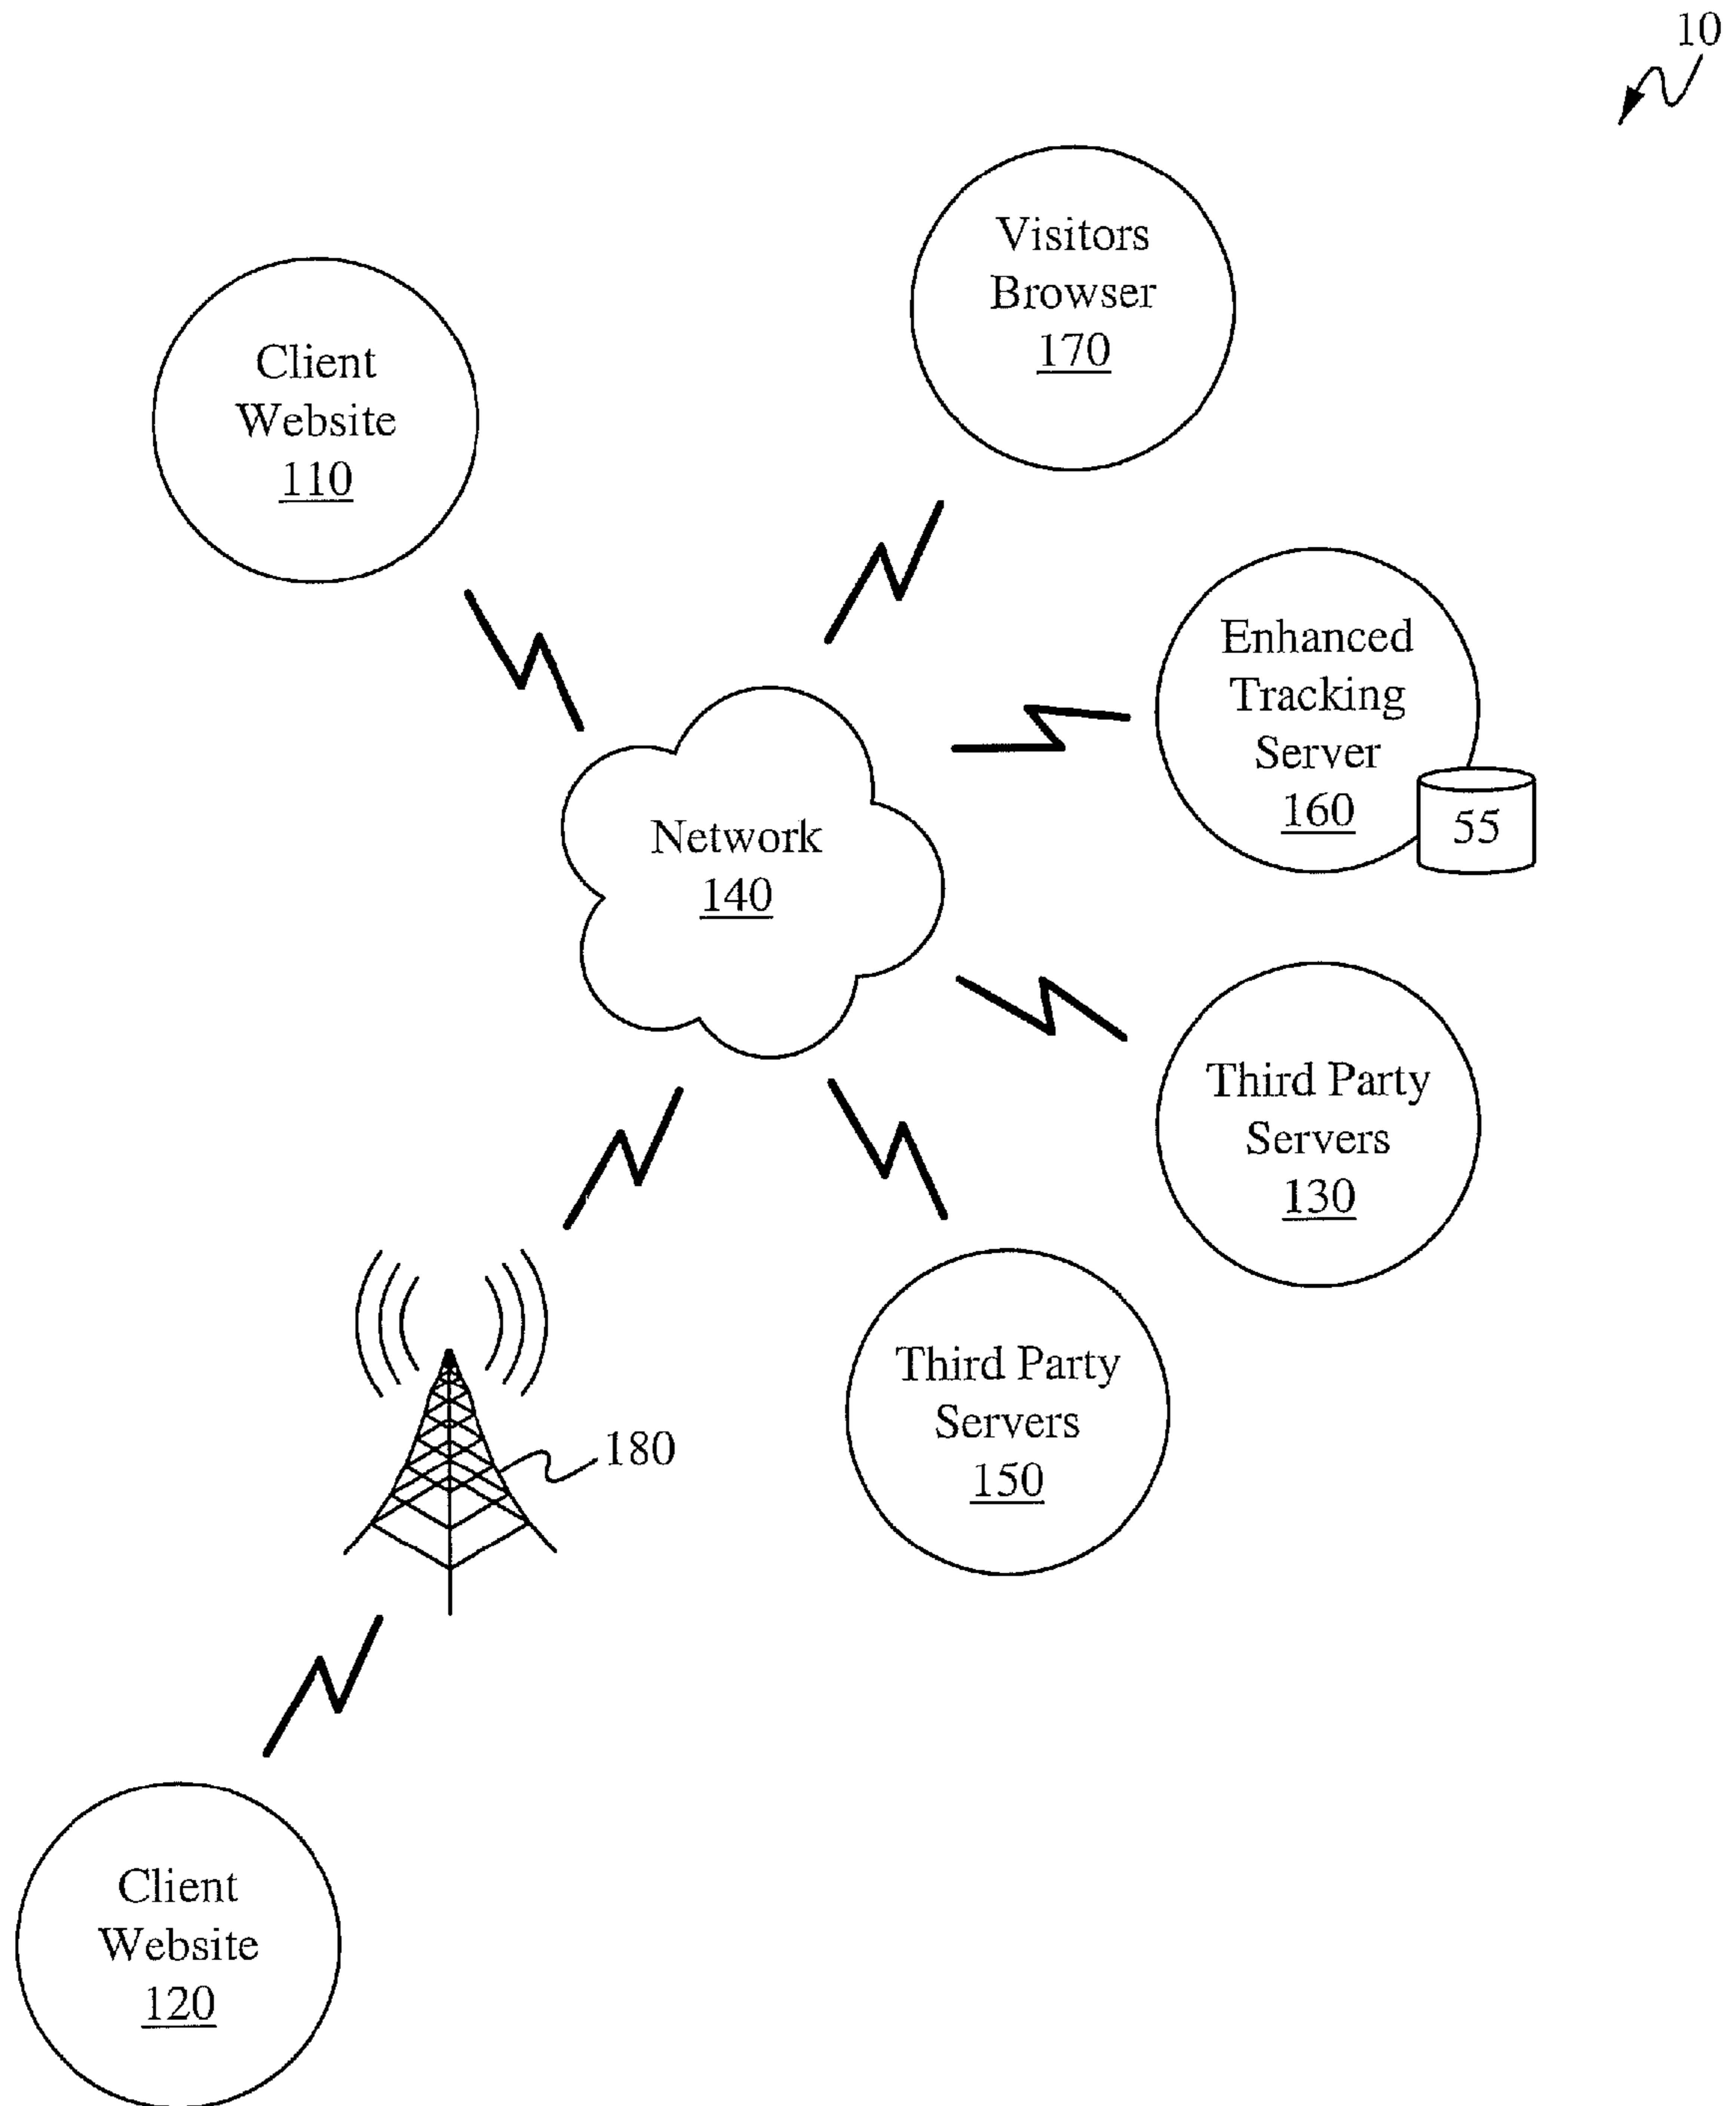 10
Visitors
Browser
170
Client
Website
110
Enhanced
Tracking
Server
160
55
Network
140
Third Party
Servers
130
Third Party
Servers
150
180
Client
Website
120